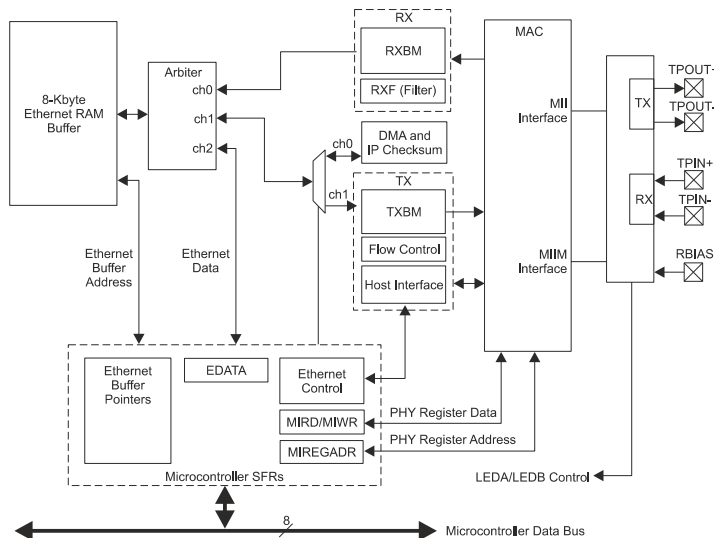 RX
RXBM
RXF (Filter)
MAC
8-Kbyte
Ethernet RAM
Buffer
Arbiter
ch0
ch1
ch2
MII
Interface
TX
TPOUT+
TPOUT-
DMA and
IP Checksum
ch0
ch1
TX
TXBM
Flow Control
Host Interface
RX
TPIN+
TPIN-
RBIAS
MIIM
Interface
Ethernet
Buffer
Address
Ethernet
Data
Ethernet
Buffer
Pointers
EDATA
Ethernet
Control
MIRD/MIWR
MIREGADR
PHY Register Data
PHY Register Address
Microcontroller SFRs
LEDA/LEDB Control
8
Microcontroller Data Bus